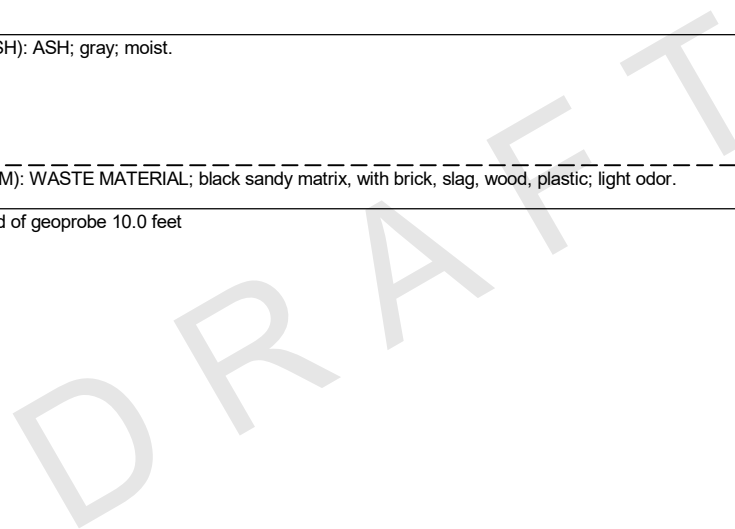 SH): ASH; gray; moist.
M): WASTE MATERIAL; black sandy matrix, with brick, slag, wood, plastic; light odor.
d of geoprobe 10.0 feet
DRAFT